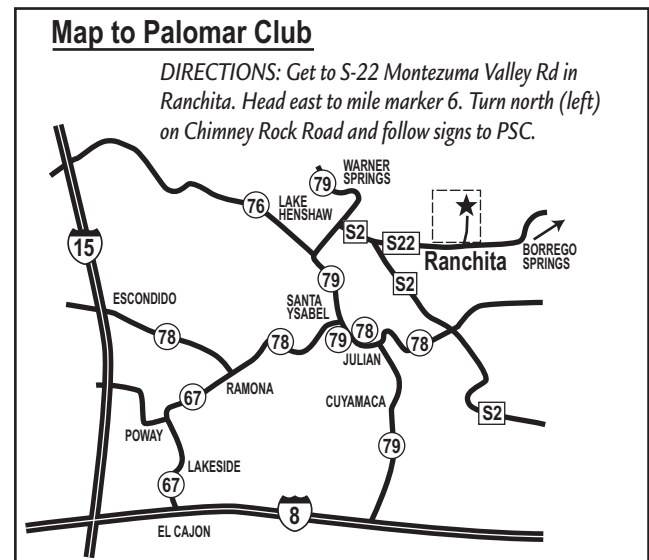 Map to Palomar Club
DIRECTIONS: Get to S-22 Montezuma Valley Rd in
Ranchita. Head east to mile marker 6. Turn north (left)
on Chimney Rock Road and follow signs to PSC.
WARNER
SPRINGS
79
76
LAKE
HENSHAW
S2
S22
15
Ranchita
BORREGO
SPRINGS
79
S2
ESCONDIDO
SANTA
YSABEL
78
78
79
78
78
JULIAN
RAMONA
67
CUYAMACA
S2
POWAY
79
LAKESIDE
67
8
EL CAJON